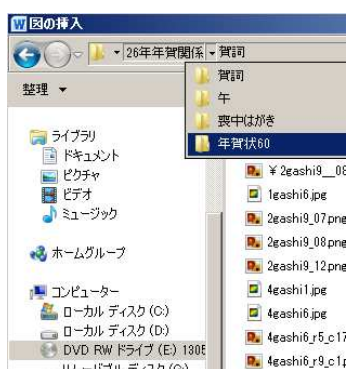 図の挿入
26年年賀関係 賀詞
賀詞
整理
午
喪中はがき
年賀状60
ライブラリ
ドキュメント
ピクチャ
ビデオ
ミュージック
ホームグループ
コンピューター
ローカル ディスク (C:)
ローカル ディスク (D:)
DVD RW ドライブ (E:) 1305
¥2gashi9__08
1gashi6.jpg
2gashi9_07.png
2gashi9_08.png
2gashi9_12.png
4gashi1.jpg
4gashi6.jpg
4gashi6_r5_c17
4gashi6_r9_c1.p